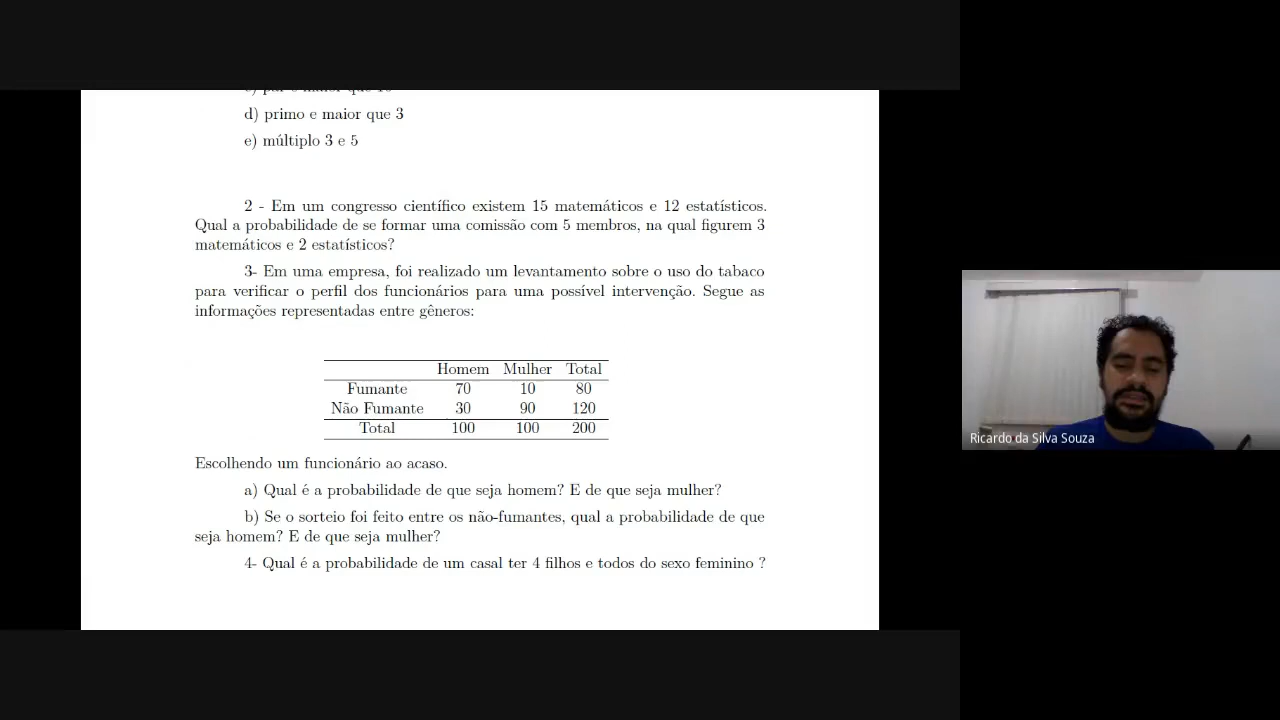 d) primo e maior que 3
e) múltiplo 3 e 5
2 - Em um congresso científico existem 15 matemáticos e 12 estatísticos.
Qual a probabilidade de se formar uma comissão com 5 membros, na qual figurem 3
matemáticos e 2 estatísticos?
3- Em uma empresa, foi realizado um levantamento sobre o uso do tabaco
para verificar o perfil dos funcionários para uma possível intervenção. Segue as
informações representadas entre gêneros:
Homem Mulher Total
Fumante 70 10 80
Não Fumante 30 90 120
Total 100 100 200
Escolhendo um funcionário ao acaso.
a) Qual é a probabilidade de que seja homem? E de que seja mulher?
b) Se o sorteio foi feito entre os não-fumantes, qual a probabilidade de que
seja homem? E de que seja mulher?
4- Qual é a probabilidade de um casal ter 4 filhos e todos do sexo feminino ?
Ricardo da Silva Souza